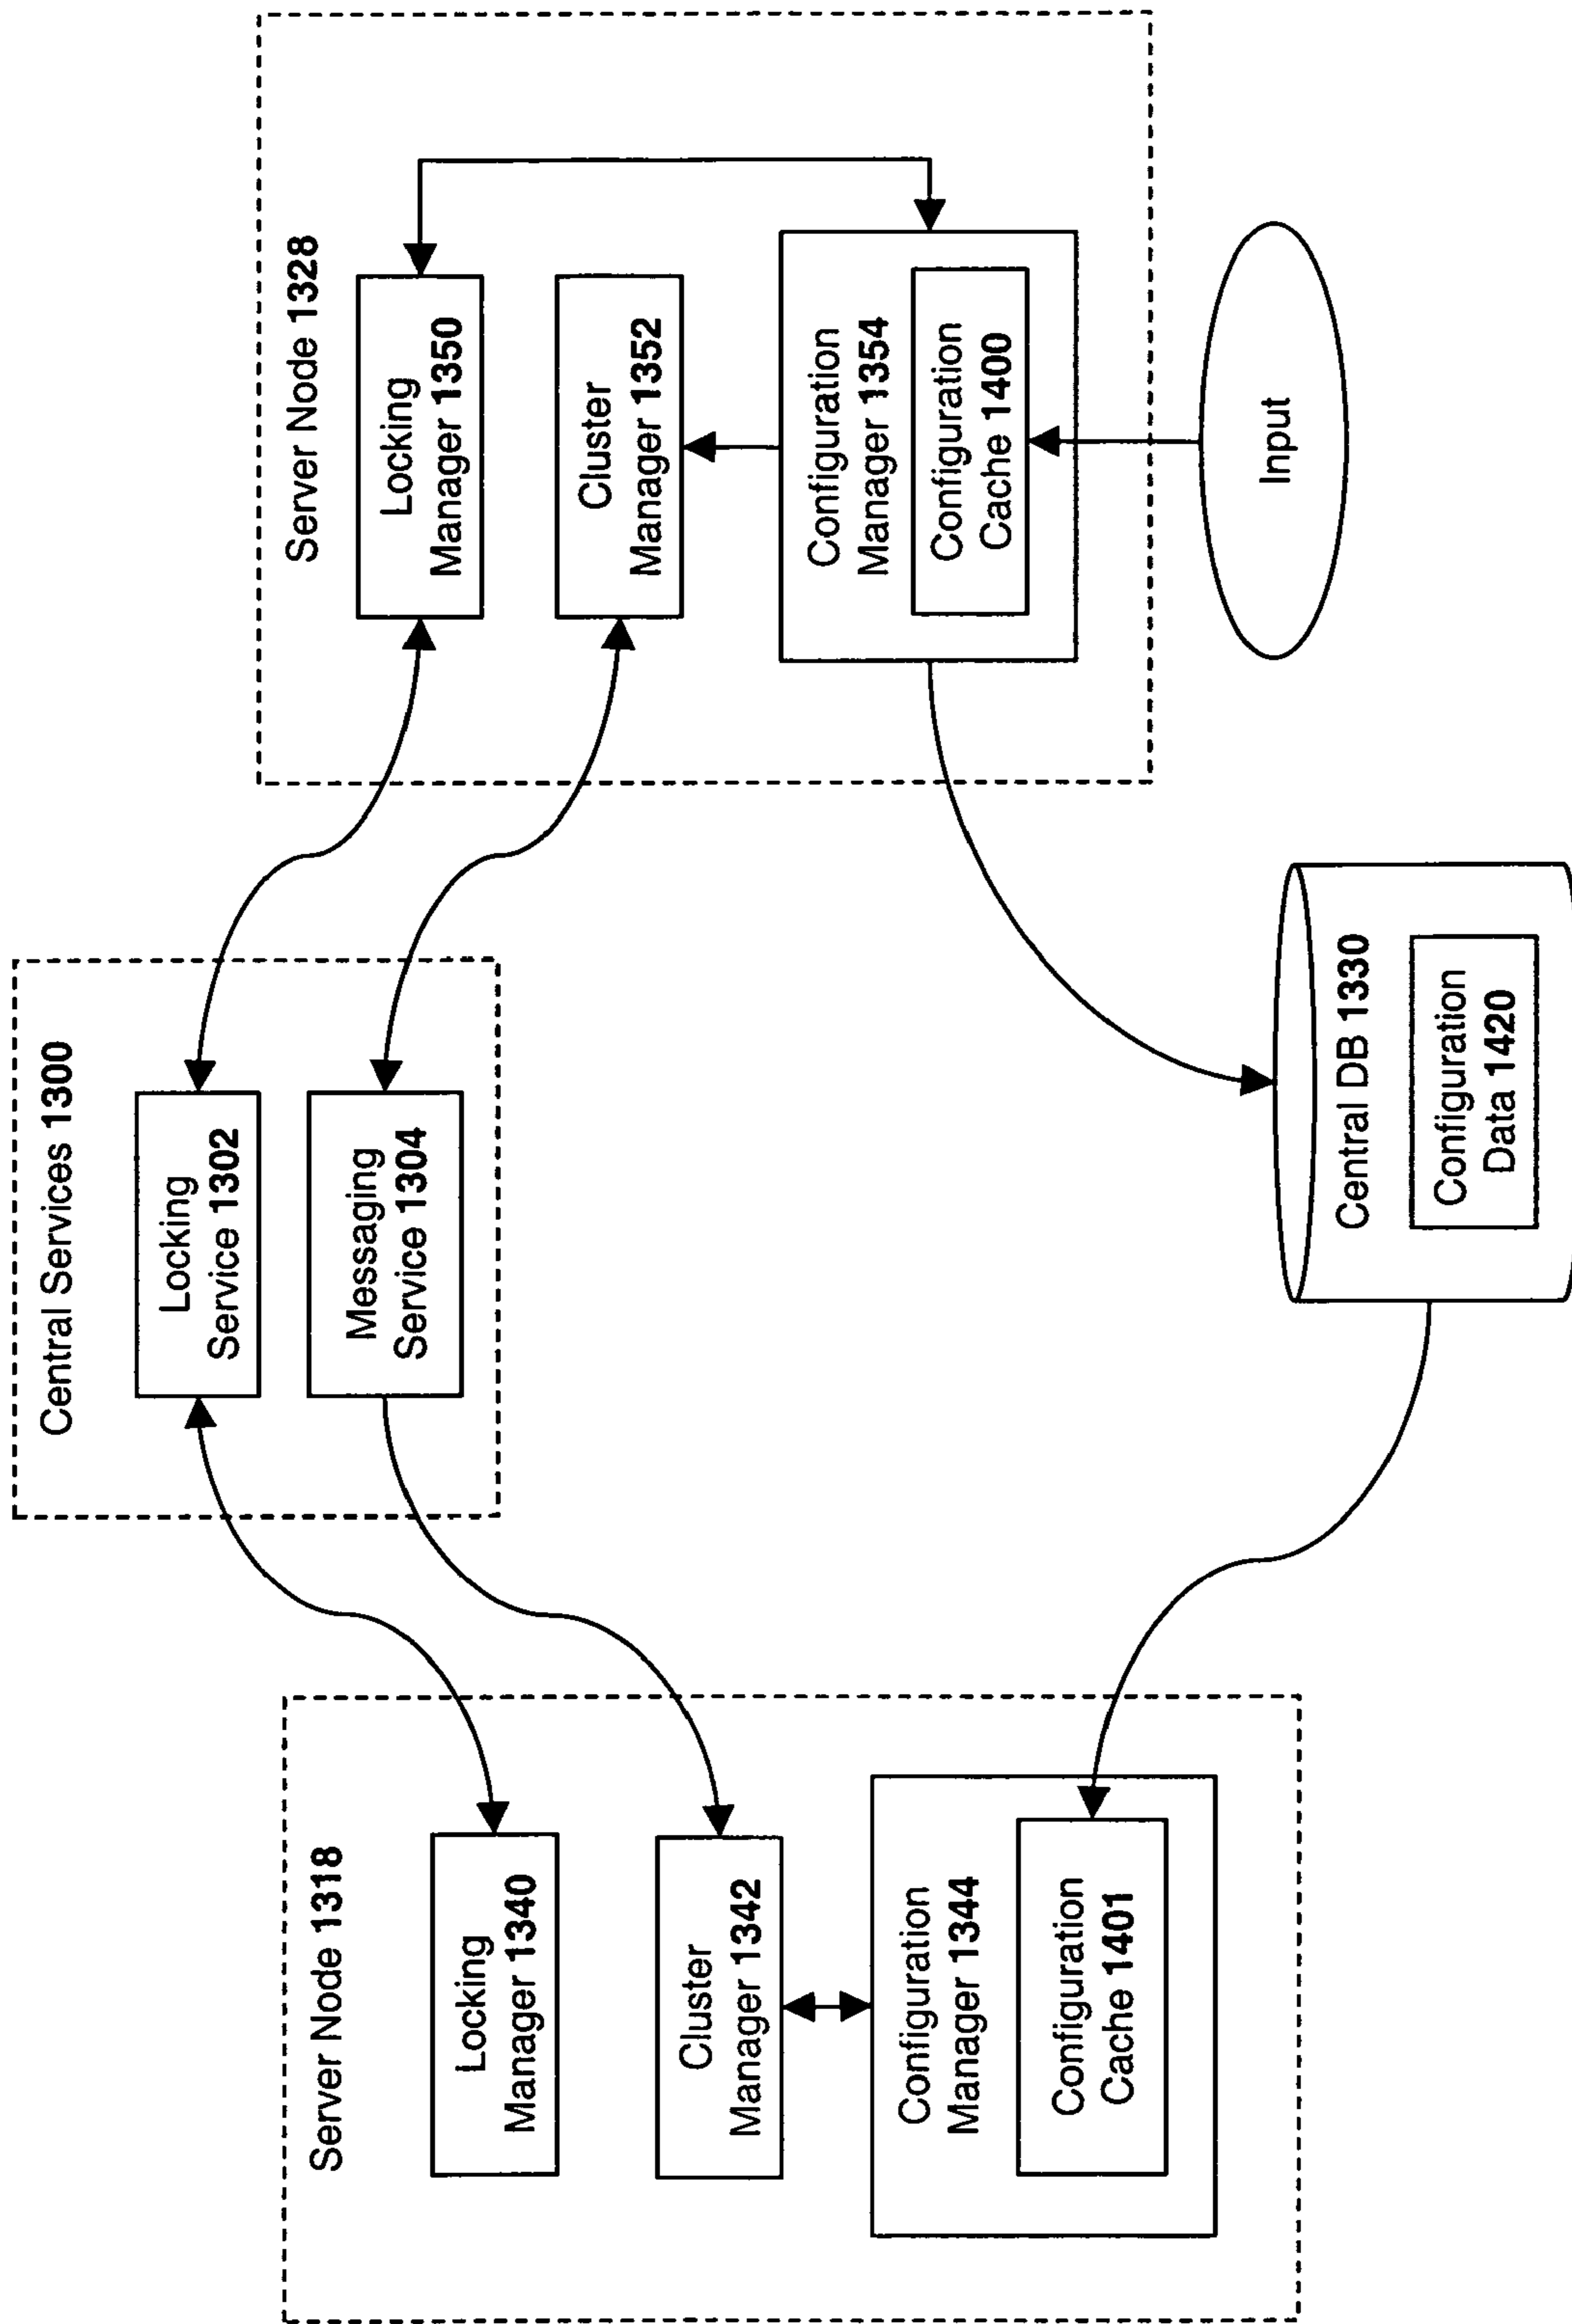 Central Services 1300
Locking
Service 1302
Messaging
Service 1304
Server Node 1318
Locking
Manager 1340
Cluster
Manager 1342
Configuration
Manager 1344
Configuration
Cache 1401
Server Node 1328
Locking
Manager 1350
Cluster
Manager 1352
Configuration
Manager 1354
Configuration
Cache 1400
Central DB 1330
Configuration
Data 1420
Input